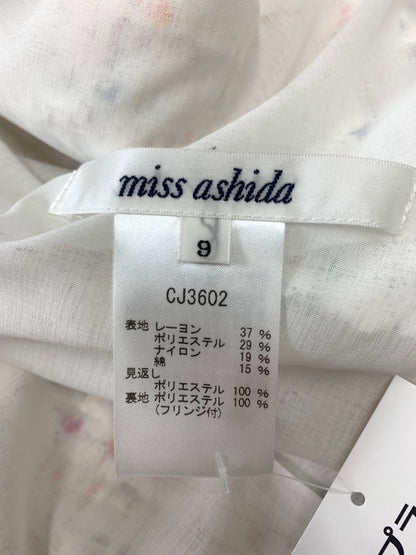 miss ashida
9
CJ3602
表地 レーヨン 37 %
ポリエステル 29 %
ナイロン 19 %
綿 15 %
見返し
ポリエステル 100 %
裏地 ポリエステル 100 %
(フリンジ付)